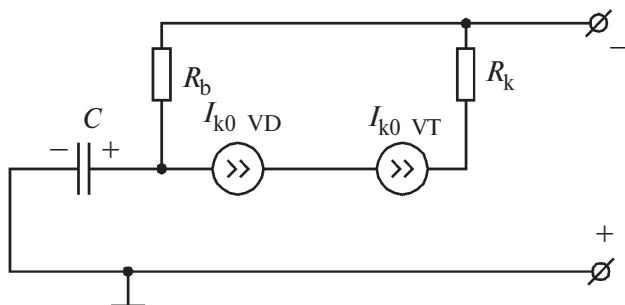 −
R_b
R_k
C
I_k0 VD
I_k0 VT
− +
+